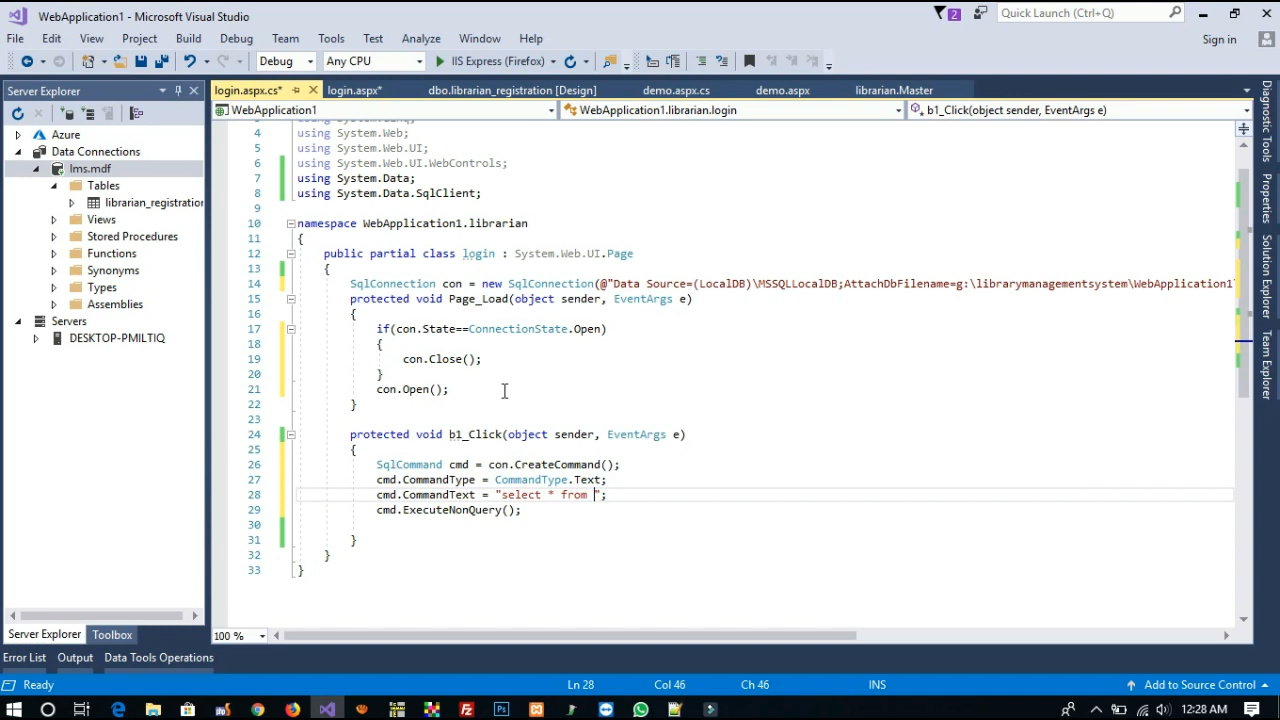 WebApplication1 - Microsoft Visual Studio
2
Quick Launch (Ctrl+Q)
File Edit View Project Build Debug Team Tools Test Analyze Window Help
Sign in
Debug Any CPU IIS Express (Firefox)
Server Explorer
login.aspx.cs* login.aspx* dbo.librarian_registration [Design] demo.aspx.cs demo.aspx librarian.Master
WebApplication1 WebApplication1.librarian.login b1_Click(object sender, EventArgs e)
Azure
Data Connections
lms.mdf
Tables
librarian_registration
Views
Stored Procedures
Functions
Synonyms
Types
Assemblies
Servers
DESKTOP-PMILTIQ
4 using System.Web;
5 using System.Web.UI;
6 using System.Web.UI.WebControls;
7 using System.Data;
8 using System.Data.SqlClient;
9
10 namespace WebApplication1.librarian
11 {
12 public partial class login : System.Web.UI.Page
13 {
14 SqlConnection con = new SqlConnection(@"Data Source=(LocalDB)\MSSQLLocalDB;AttachDbFilename=g:\librarymanagementsystem\WebApplication1
15 protected void Page_Load(object sender, EventArgs e)
16 {
17 if(con.State==ConnectionState.Open)
18 {
19 con.Close();
20 }
21 con.Open();
22 }
23
24 protected void b1_Click(object sender, EventArgs e)
25 {
26 SqlCommand cmd = con.CreateCommand();
27 cmd.CommandType = CommandType.Text;
28 cmd.CommandText = "select * from ";
29 cmd.ExecuteNonQuery();
30
31 }
32 }
33 }
Diagnostic Tools
Properties
Solution Explorer
Team Explorer
100 %
Server Explorer Toolbox
Error List Output Data Tools Operations
Ready Ln 28 Col 46 Ch 46 INS Add to Source Control
12:28 AM